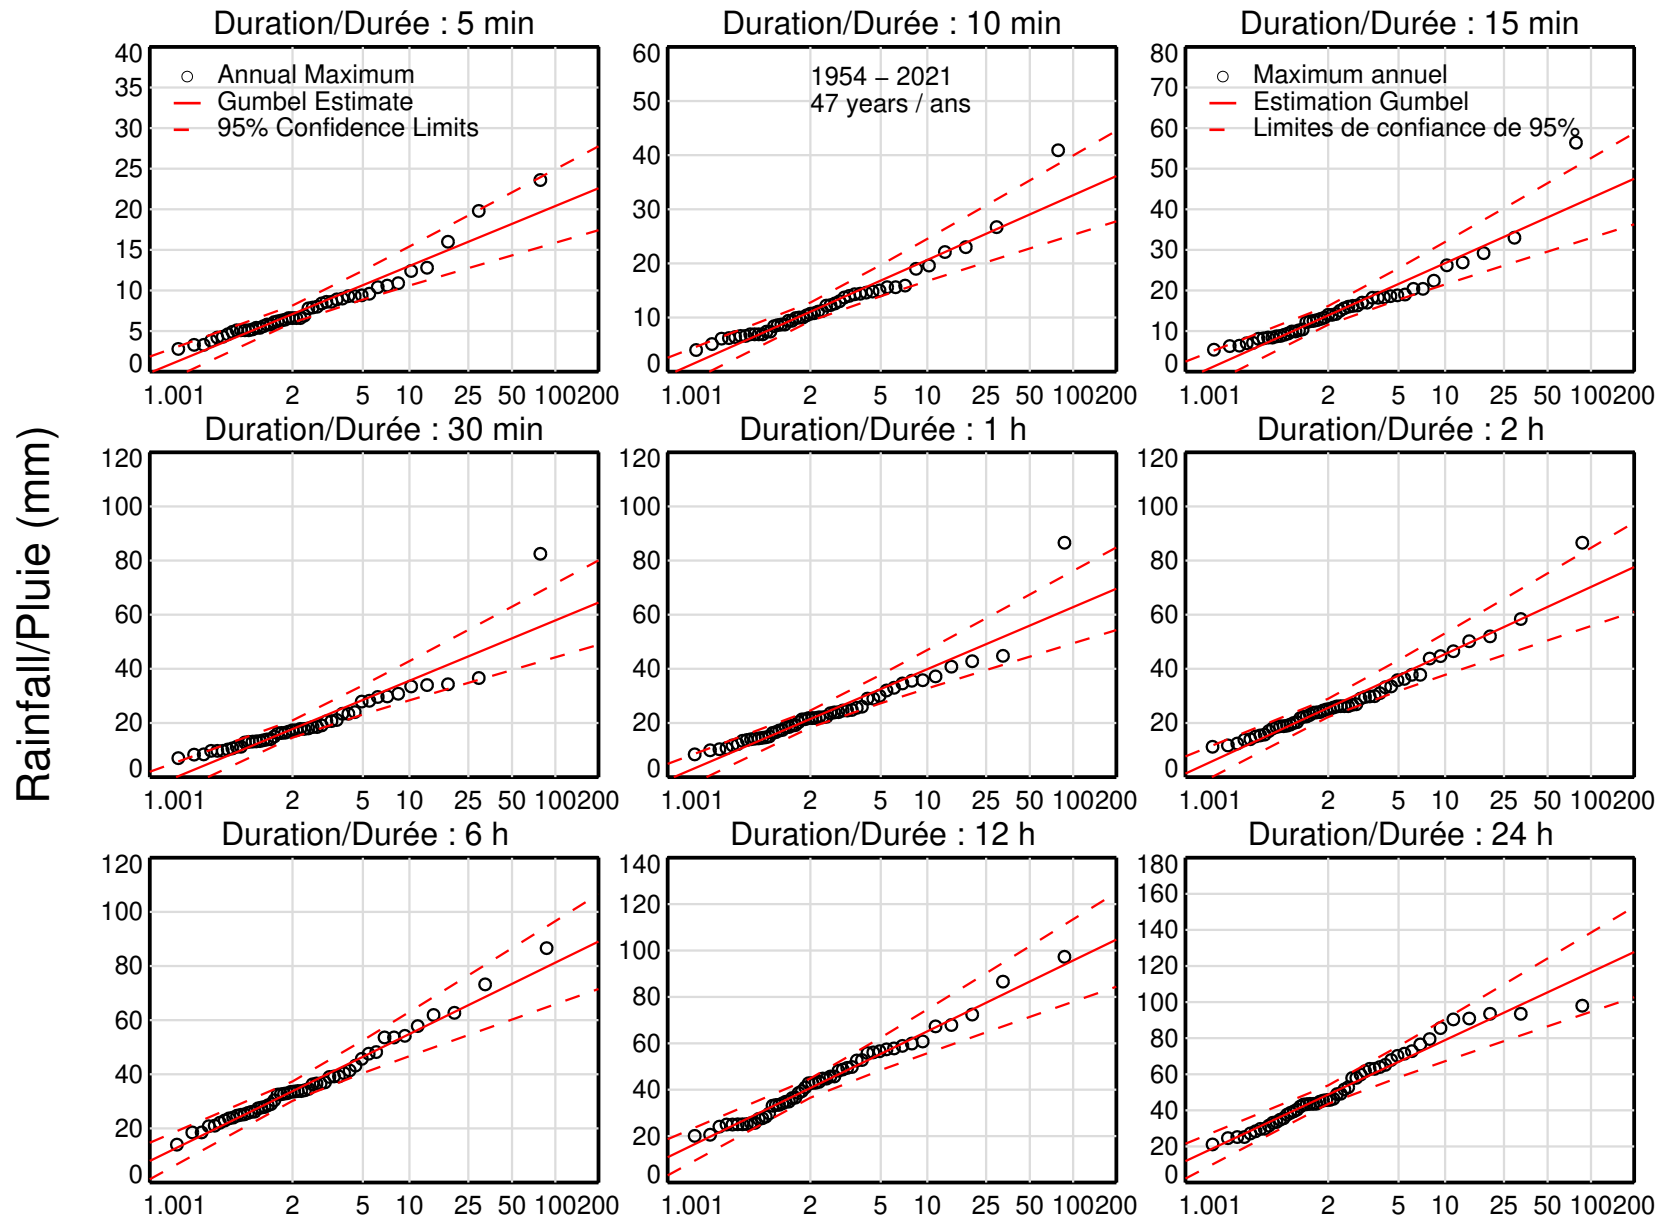 Duration/Durée : 5 min
Duration/Durée : 10 min
Duration/Durée : 15 min
40
35
30
25
20
15
10
5
0
Annual Maximum
Gumbel Estimate
95% Confidence Limits
1.001 2 5 10 25 50 100 200
60
50
40
30
20
10
0
1954 – 2021
47 years / ans
1.001 2 5 10 25 50 100 200
80
70
60
50
40
30
20
10
0
Maximum annuel
Estimation Gumbel
Limites de confiance de 95%
1.001 2 5 10 25 50 100 200
Rainfall/Pluie (mm)
Duration/Durée : 30 min
Duration/Durée : 1 h
Duration/Durée : 2 h
120
100
80
60
40
20
0
1.001 2 5 10 25 50 100 200
120
100
80
60
40
20
0
1.001 2 5 10 25 50 100 200
120
100
80
60
40
20
0
1.001 2 5 10 25 50 100 200
Duration/Durée : 6 h
Duration/Durée : 12 h
Duration/Durée : 24 h
120
100
80
60
40
20
0
1.001 2 5 10 25 50 100 200
140
120
100
80
60
40
20
0
1.001 2 5 10 25 50 100 200
180
160
140
120
100
80
60
40
20
0
1.001 2 5 10 25 50 100 200